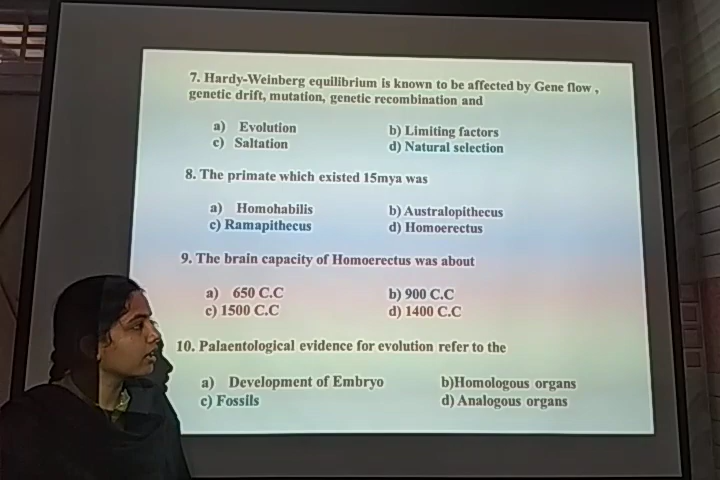 7. Hardy-Weinberg equilibrium is known to be affected by Gene flow ,
genetic drift, mutation, genetic recombination and
a) Evolution b) Limiting factors
c) Saltation d) Natural selection
8. The primate which existed 15mya was
a) Homohabilis b) Australopithecus
c) Ramapithecus d) Homoerectus
9. The brain capacity of Homoerectus was about
a) 650 C.C b) 900 C.C
c) 1500 C.C d) 1400 C.C
10. Palaentological evidence for evolution refer to the
a) Development of Embryo b)Homologous organs
c) Fossils d) Analogous organs